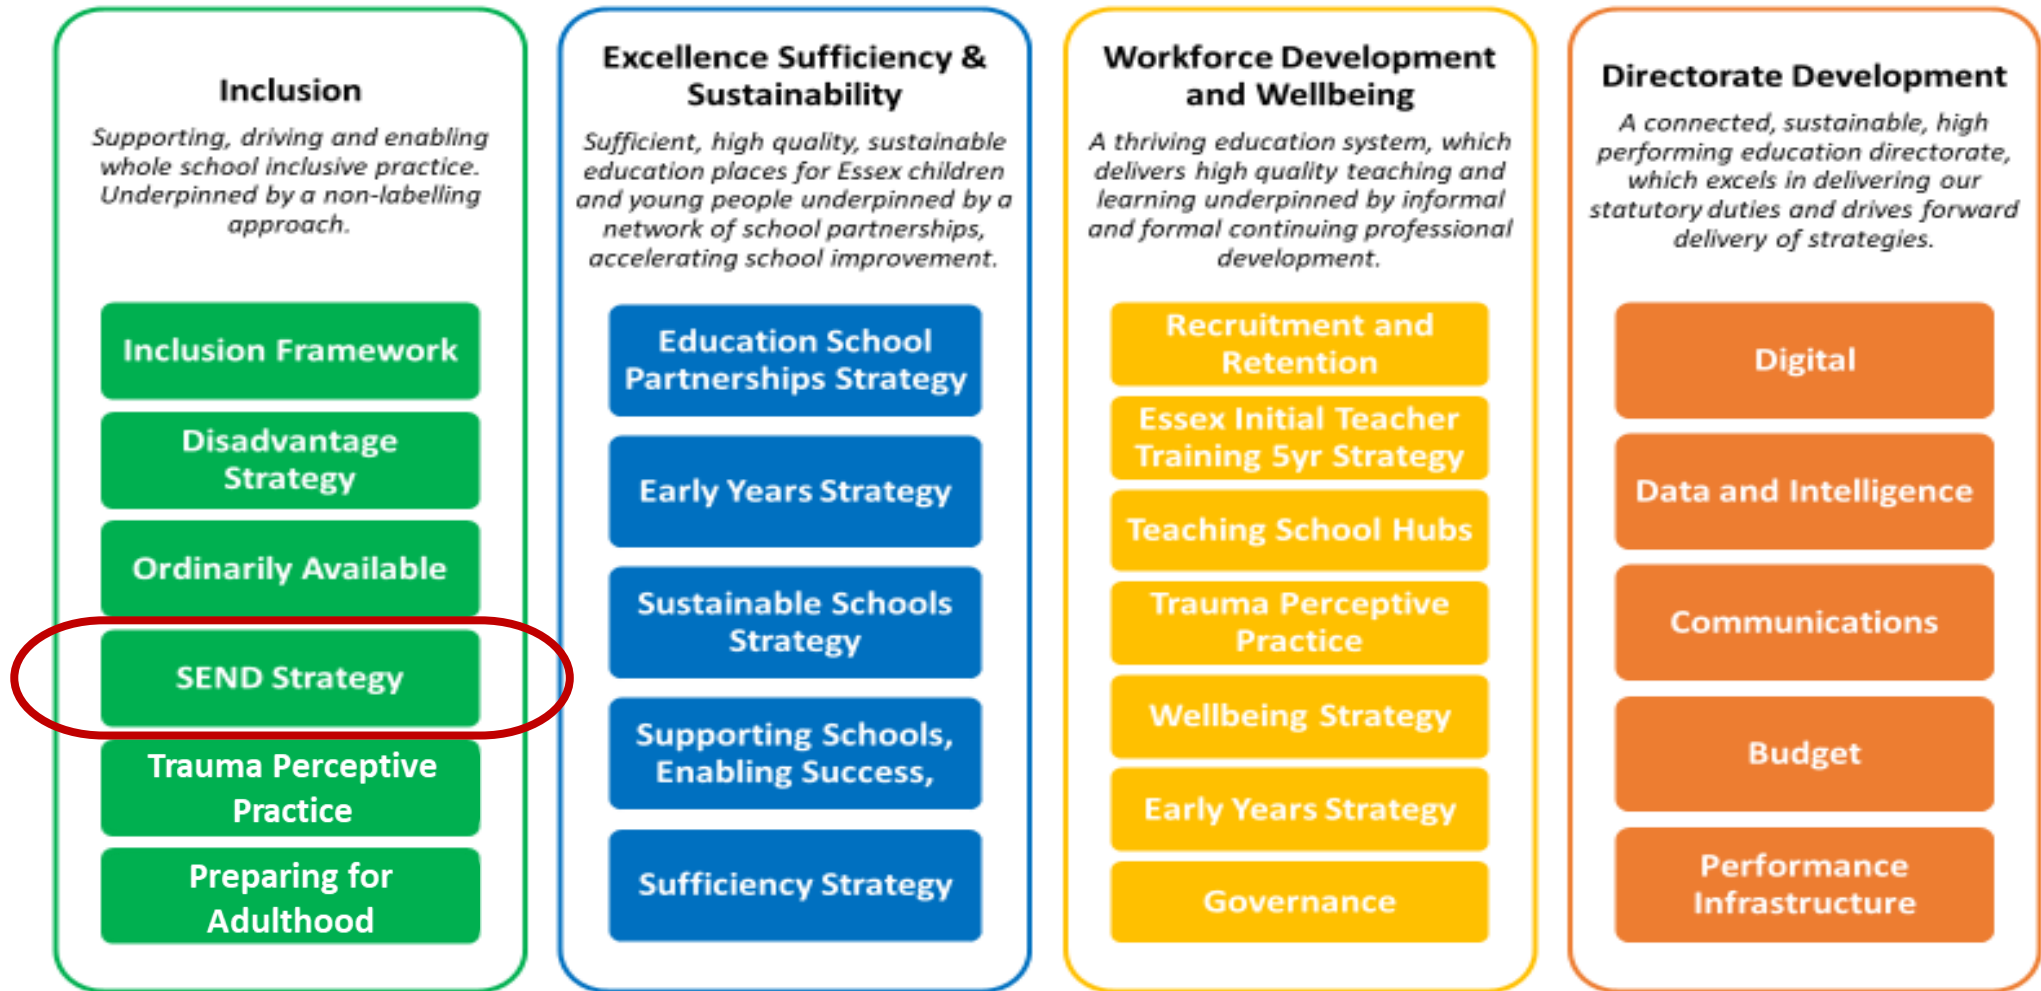 Inclusion
Supporting, driving and enabling
whole school inclusive practice.
Underpinned by a non-labelling
approach.
Inclusion Framework
Disadvantage
Strategy
Ordinarily Available
SEND Strategy
Trauma Perceptive
Practice
Preparing for
Adulthood
Excellence Sufficiency &
Sustainability
Sufficient, high quality, sustainable
education places for Essex children
and young people underpinned by a
network of school partnerships,
accelerating school improvement.
Education School
Partnerships Strategy
Early Years Strategy
Sustainable Schools
Strategy
Supporting Schools,
Enabling Success,
Sufficiency Strategy
Workforce Development
and Wellbeing
A thriving education system, which
delivers high quality teaching and
learning underpinned by informal
and formal continuing professional
development.
Recruitment and
Retention
Essex Initial Teacher
Training 5yr Strategy
Teaching School Hubs
Trauma Perceptive
Practice
Wellbeing Strategy
Early Years Strategy
Governance
Directorate Development
A connected, sustainable, high
performing education directorate,
which excels in delivering our
statutory duties and drives forward
delivery of strategies.
Digital
Data and Intelligence
Communications
Budget
Performance
Infrastructure